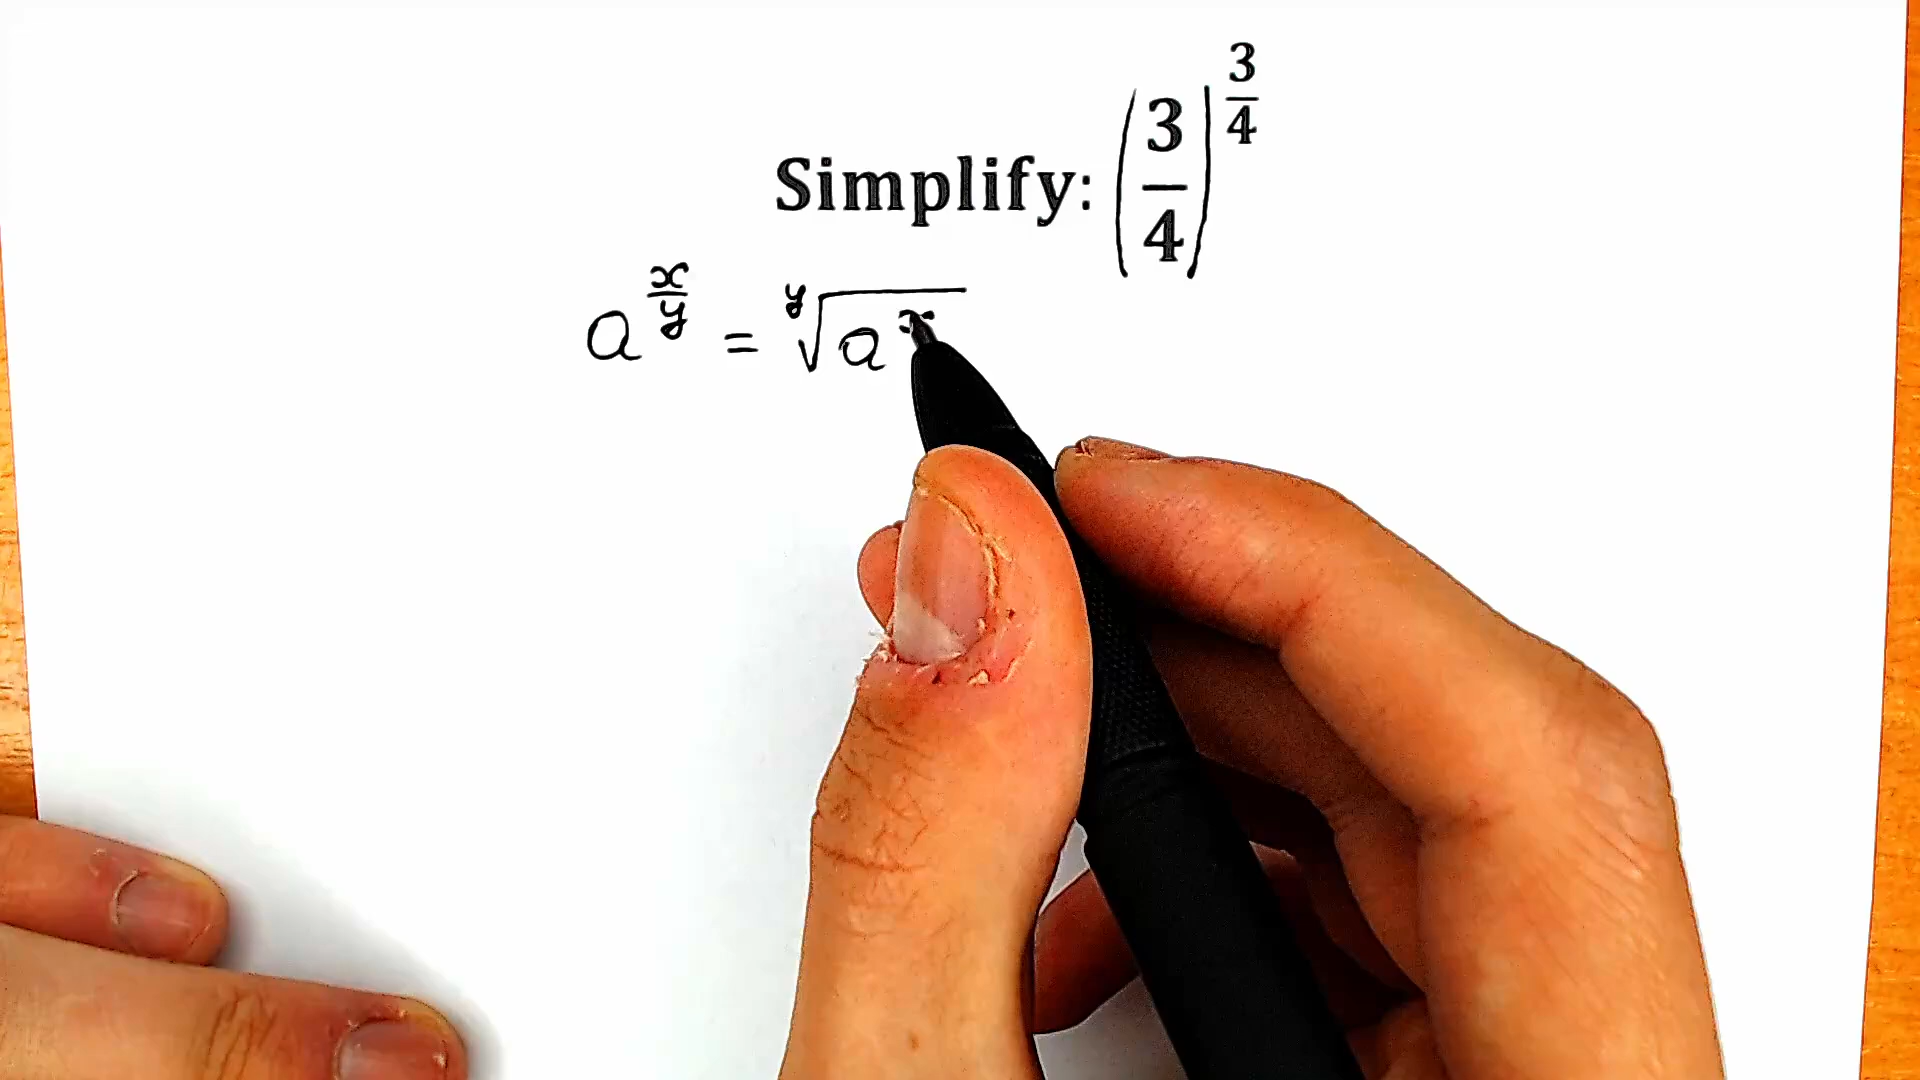 Simplify: (3/4)^(3/4)
a^(x/y) = ʸ√(a^x)